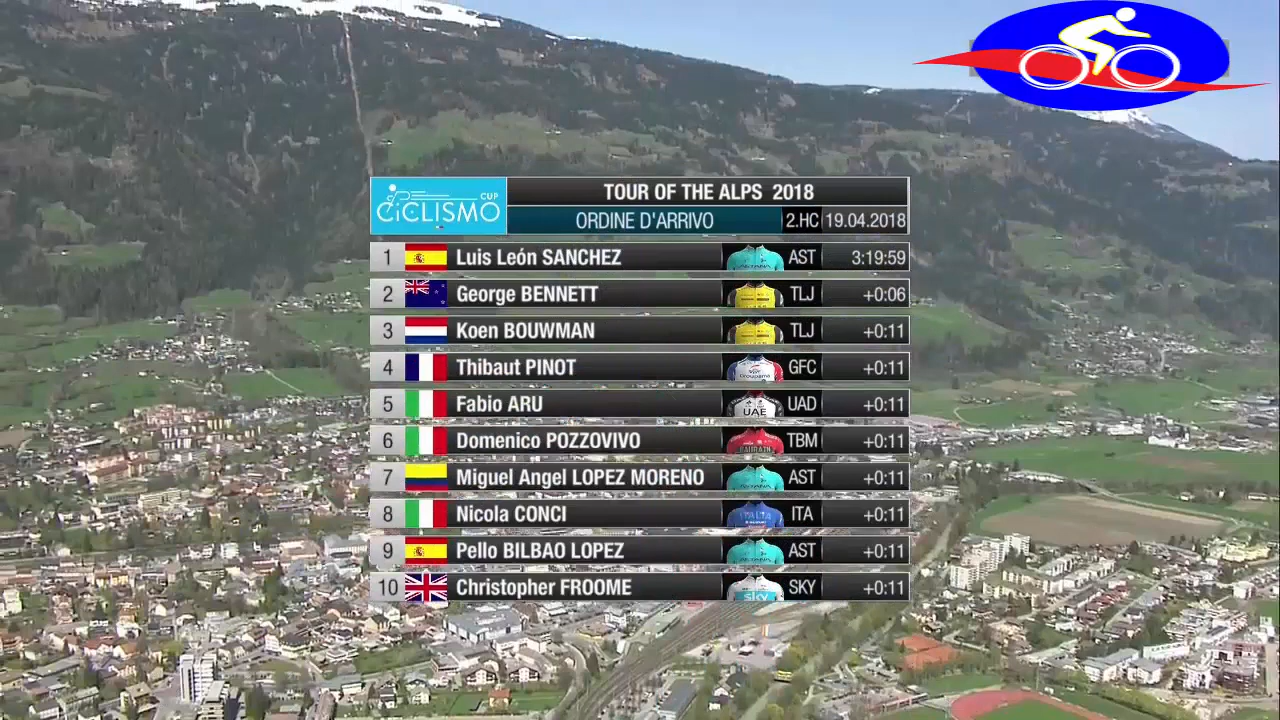 CUP
CiCLISMO
TOUR OF THE ALPS 2018
ORDINE D'ARRIVO 2.HC 19.04.2018
1 Luis León SANCHEZ AST 3:19:59
2 George BENNETT TLJ +0:06
3 Koen BOUWMAN TLJ +0:11
4 Thibaut PINOT GFC +0:11
5 Fabio ARU UAE UAD +0:11
6 Domenico POZZOVIVO BAHRAIN TBM +0:11
7 Miguel Angel LOPEZ MORENO AST +0:11
8 Nicola CONCI ITA +0:11
9 Pello BILBAO LOPEZ AST +0:11
10 Christopher FROOME sky SKY +0:11